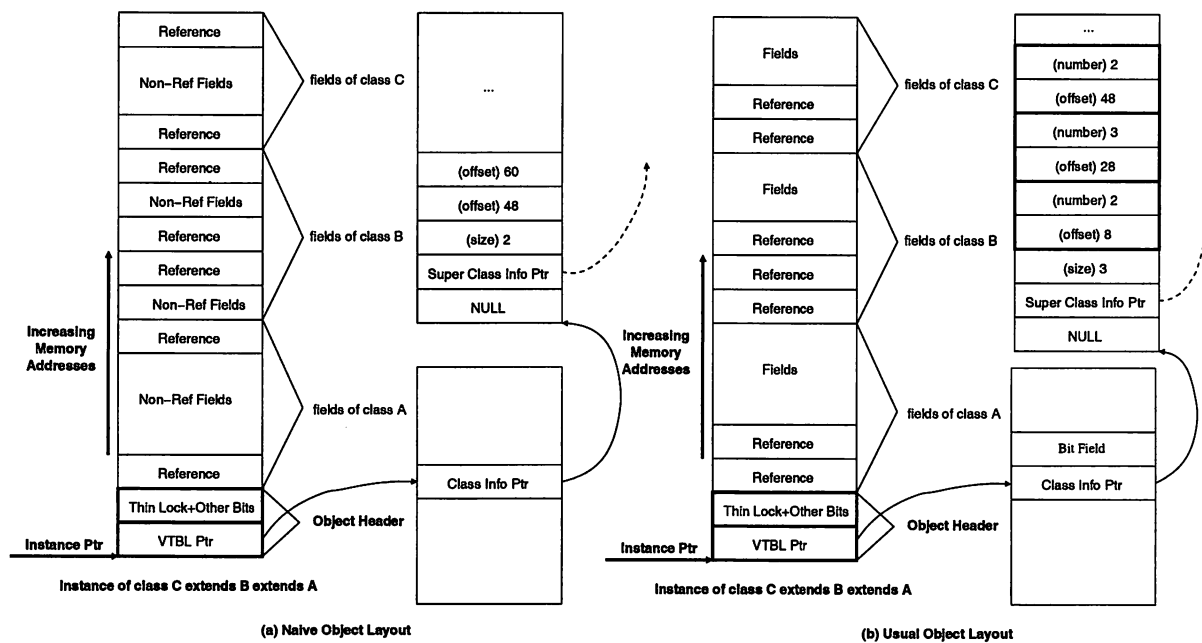 Reference
Non-Ref Fields
Reference
fields of class C
Reference
Non-Ref Fields
Reference
Reference
Non-Ref Fields
fields of class B
Reference
Non-Ref Fields
Reference
fields of class A
Thin Lock+Other Bits
VTBL Ptr
Object Header
Increasing
Memory
Addresses
Instance Ptr
Instance of class C extends B extends A
...
(offset) 60
(offset) 48
(size) 2
Super Class Info Ptr
NULL
Class Info Ptr
(a) Naive Object Layout
Fields
Reference
Reference
fields of class C
Fields
Reference
Reference
Reference
fields of class B
Fields
Reference
Reference
fields of class A
Thin Lock+Other Bits
VTBL Ptr
Object Header
Increasing
Memory
Addresses
Instance Ptr
Instance of class C extends B extends A
...
(number) 2
(offset) 48
(number) 3
(offset) 28
(number) 2
(offset) 8
(size) 3
Super Class Info Ptr
NULL
Bit Field
Class Info Ptr
(b) Usual Object Layout